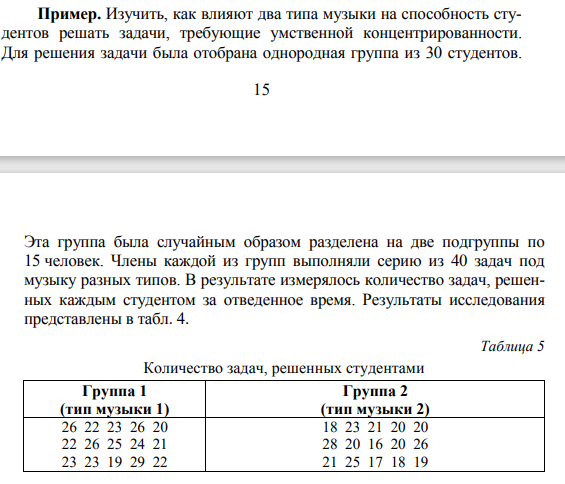 Пример. Изучить, как влияют два типа музыки на способность сту-
дентов решать задачи, требующие умственной концентрированности.
Для решения задачи была отобрана однородная группа из 30 студентов.
15
Эта группа была случайным образом разделена на две подгруппы по
15 человек. Члены каждой из групп выполняли серию из 40 задач под
музыку разных типов. В результате измерялось количество задач, решен-
ных каждым студентом за отведенное время. Результаты исследования
представлены в табл. 4.
Таблица 5
Количество задач, решенных студентами
Группа 1 Группа 2
(тип музыки 1) (тип музыки 2)
26 22 23 26 20 18 23 21 20 20
22 26 25 24 21 28 20 16 20 26
23 23 19 29 22 21 25 17 18 19